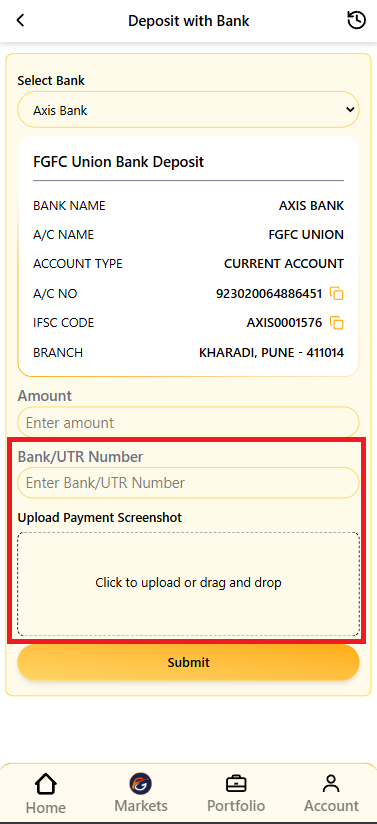 Deposit with Bank
Select Bank
Axis Bank
FGFC Union Bank Deposit
BANK NAME AXIS BANK
A/C NAME FGFC UNION
ACCOUNT TYPE CURRENT ACCOUNT
A/C NO 923020064886451
IFSC CODE AXIS0001576
BRANCH KHARADI, PUNE - 411014
Amount
Enter amount
Bank/UTR Number
Enter Bank/UTR Number
Upload Payment Screenshot
Click to upload or drag and drop
Submit
Home Markets Portfolio Account